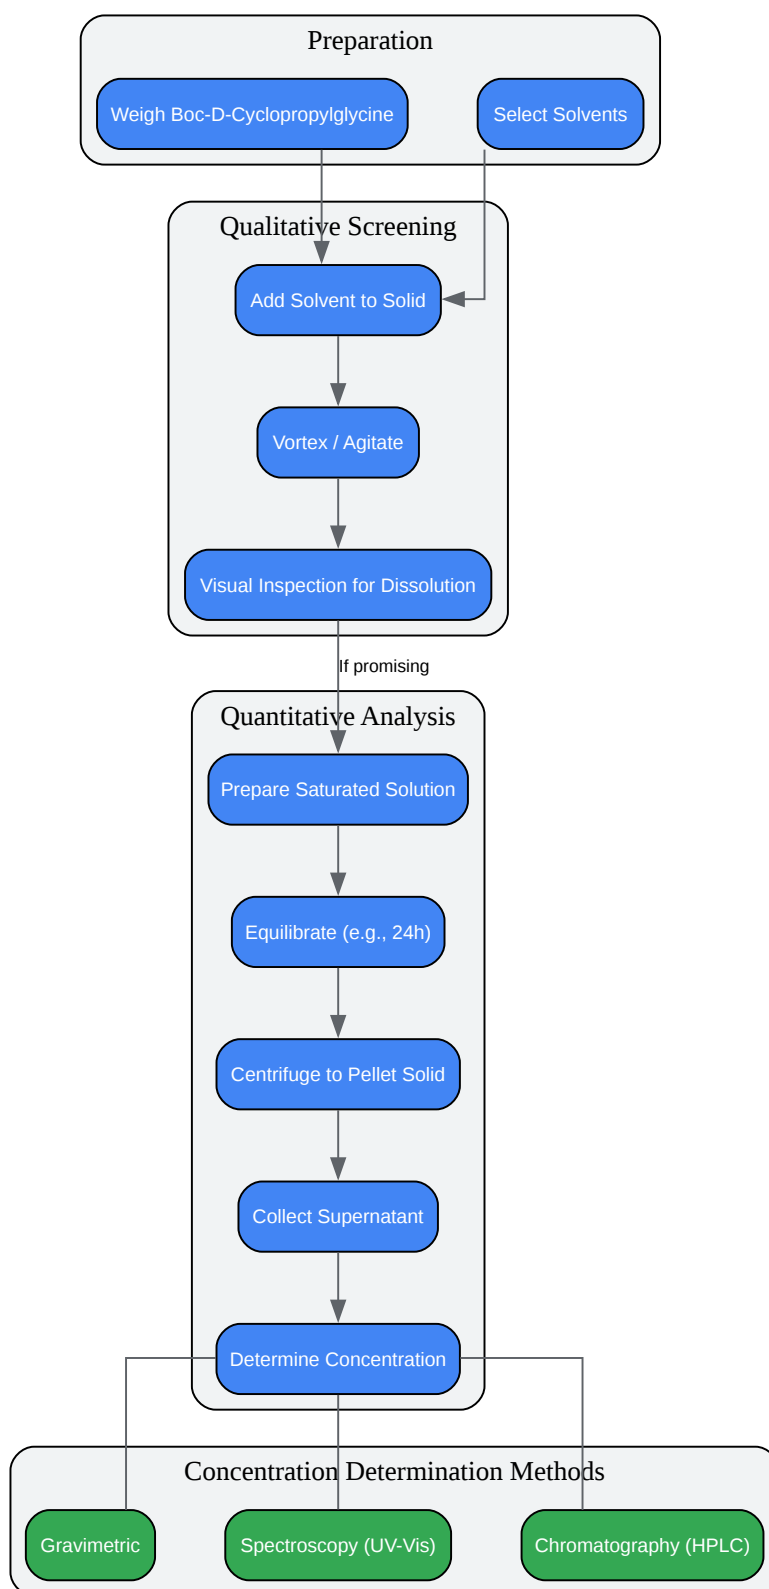 Preparation
Weigh Boc-D-Cyclopropylglycine
Select Solvents
Qualitative Screening
Add Solvent to Solid
Vortex / Agitate
Visual Inspection for Dissolution
If promising
Quantitative Analysis
Prepare Saturated Solution
Equilibrate (e.g., 24h)
Centrifuge to Pellet Solid
Collect Supernatant
Determine Concentration
Concentration Determination Methods
Gravimetric
Spectroscopy (UV-Vis)
Chromatography (HPLC)